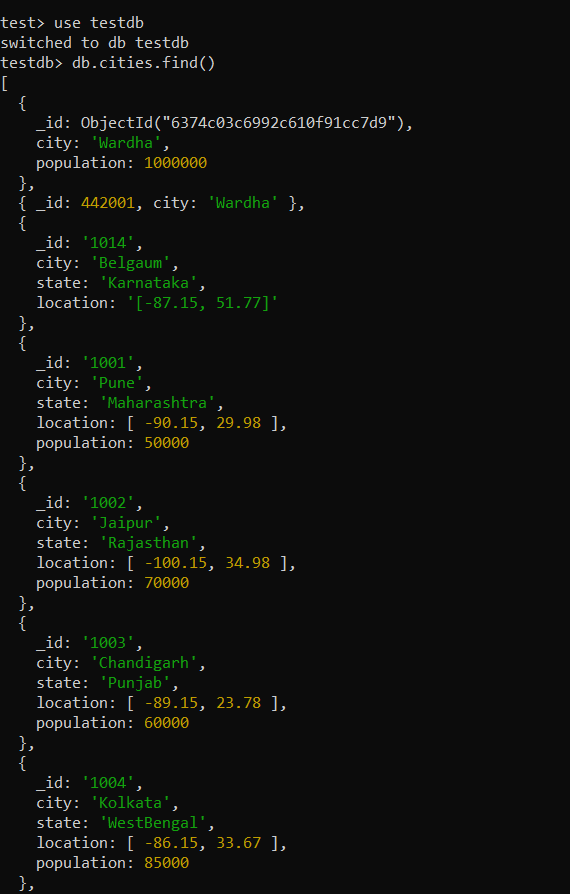 test> use testdb
switched to db testdb
testdb> db.cities.find()
[
  {
    _id: ObjectId("6374c03c6992c610f91cc7d9"),
    city: 'Wardha',
    population: 1000000
  },
  { _id: 442001, city: 'Wardha' },
  {
    _id: '1014',
    city: 'Belgaum',
    state: 'Karnataka',
    location: '[-87.15, 51.77]'
  },
  {
    _id: '1001',
    city: 'Pune',
    state: 'Maharashtra',
    location: [ -90.15, 29.98 ],
    population: 50000
  },
  {
    _id: '1002',
    city: 'Jaipur',
    state: 'Rajasthan',
    location: [ -100.15, 34.98 ],
    population: 70000
  },
  {
    _id: '1003',
    city: 'Chandigarh',
    state: 'Punjab',
    location: [ -89.15, 23.78 ],
    population: 60000
  },
  {
    _id: '1004',
    city: 'Kolkata',
    state: 'WestBengal',
    location: [ -86.15, 33.67 ],
    population: 85000
  },